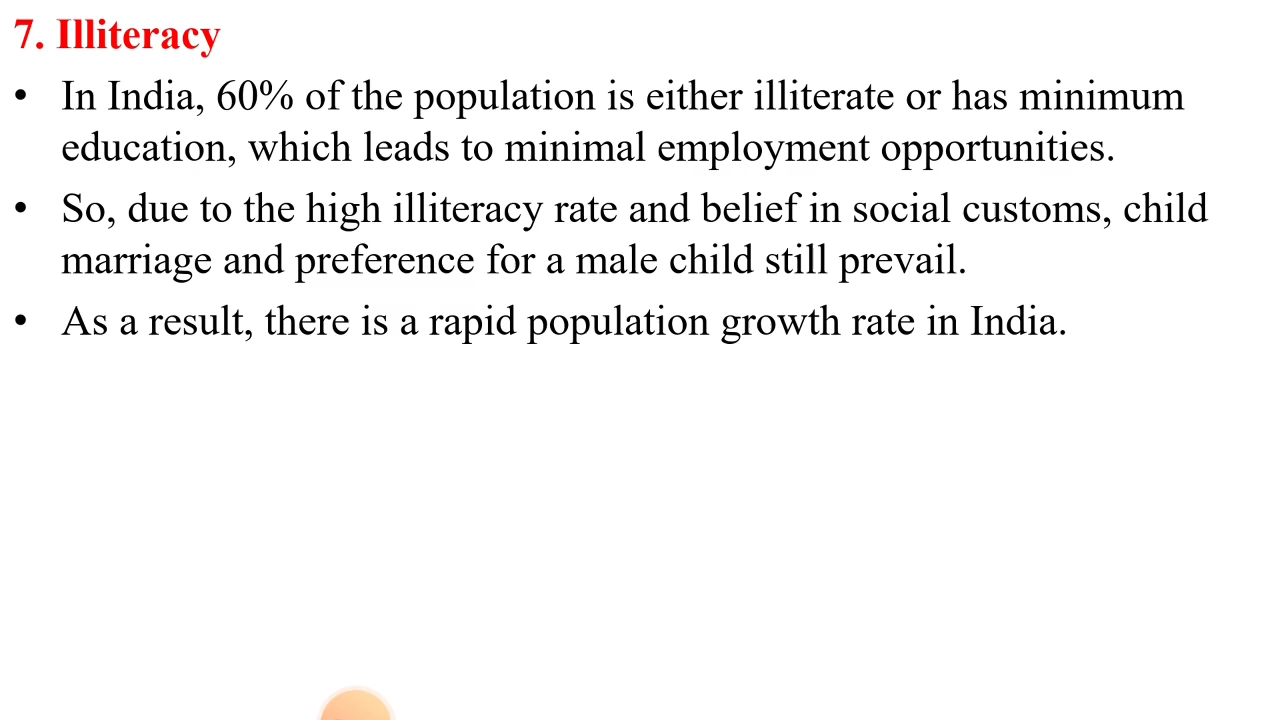 7. Illiteracy
• In India, 60% of the population is either illiterate or has minimum
education, which leads to minimal employment opportunities.
• So, due to the high illiteracy rate and belief in social customs, child
marriage and preference for a male child still prevail.
• As a result, there is a rapid population growth rate in India.